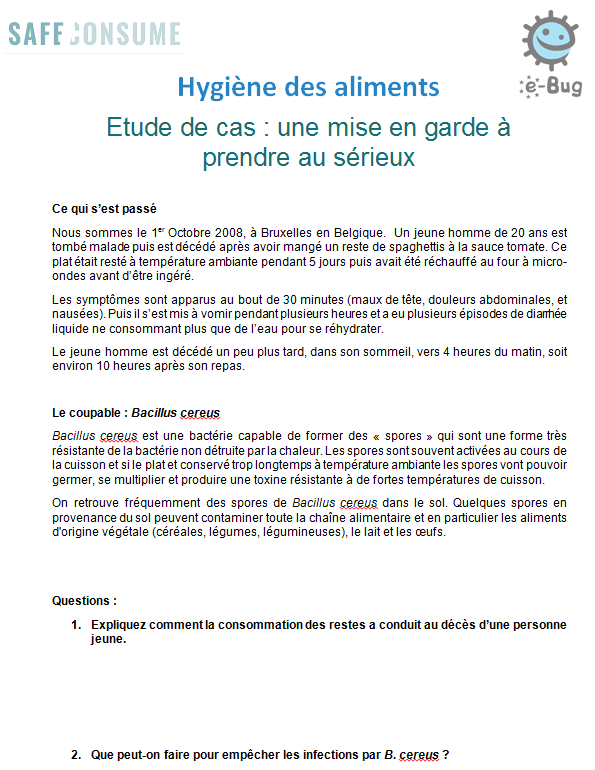 SAFE CONSUME
e-Bug
Hygiène des aliments
Etude de cas : une mise en garde à
prendre au sérieux
Ce qui s'est passé
Nous sommes le 1er Octobre 2008, à Bruxelles en Belgique. Un jeune homme de 20 ans est
tombé malade puis est décédé après avoir mangé un reste de spaghettis à la sauce tomate. Ce
plat était resté à température ambiante pendant 5 jours puis avait été réchauffé au four à micro-
ondes avant d'être ingéré.
Les symptômes sont apparus au bout de 30 minutes (maux de tête, douleurs abdominales, et
nausées). Puis il s'est mis à vomir pendant plusieurs heures et a eu plusieurs épisodes de diarrhée
liquide ne consommant plus que de l'eau pour se réhydrater.
Le jeune homme est décédé un peu plus tard, dans son sommeil, vers 4 heures du matin, soit
environ 10 heures après son repas.
Le coupable : Bacillus cereus
Bacillus cereus est une bactérie capable de former des « spores » qui sont une forme très
résistante de la bactérie non détruite par la chaleur. Les spores sont souvent activées au cours de
la cuisson et si le plat et conservé trop longtemps à température ambiante les spores vont pouvoir
germer, se multiplier et produire une toxine résistante à de fortes températures de cuisson.
On retrouve fréquemment des spores de Bacillus cereus dans le sol. Quelques spores en
provenance du sol peuvent contaminer toute la chaîne alimentaire et en particulier les aliments
d'origine végétale (céréales, légumes, légumineuses), le lait et les œufs.
Questions :
1. Expliquez comment la consommation des restes a conduit au décès d'une personne
jeune.
2. Que peut-on faire pour empêcher les infections par B. cereus ?